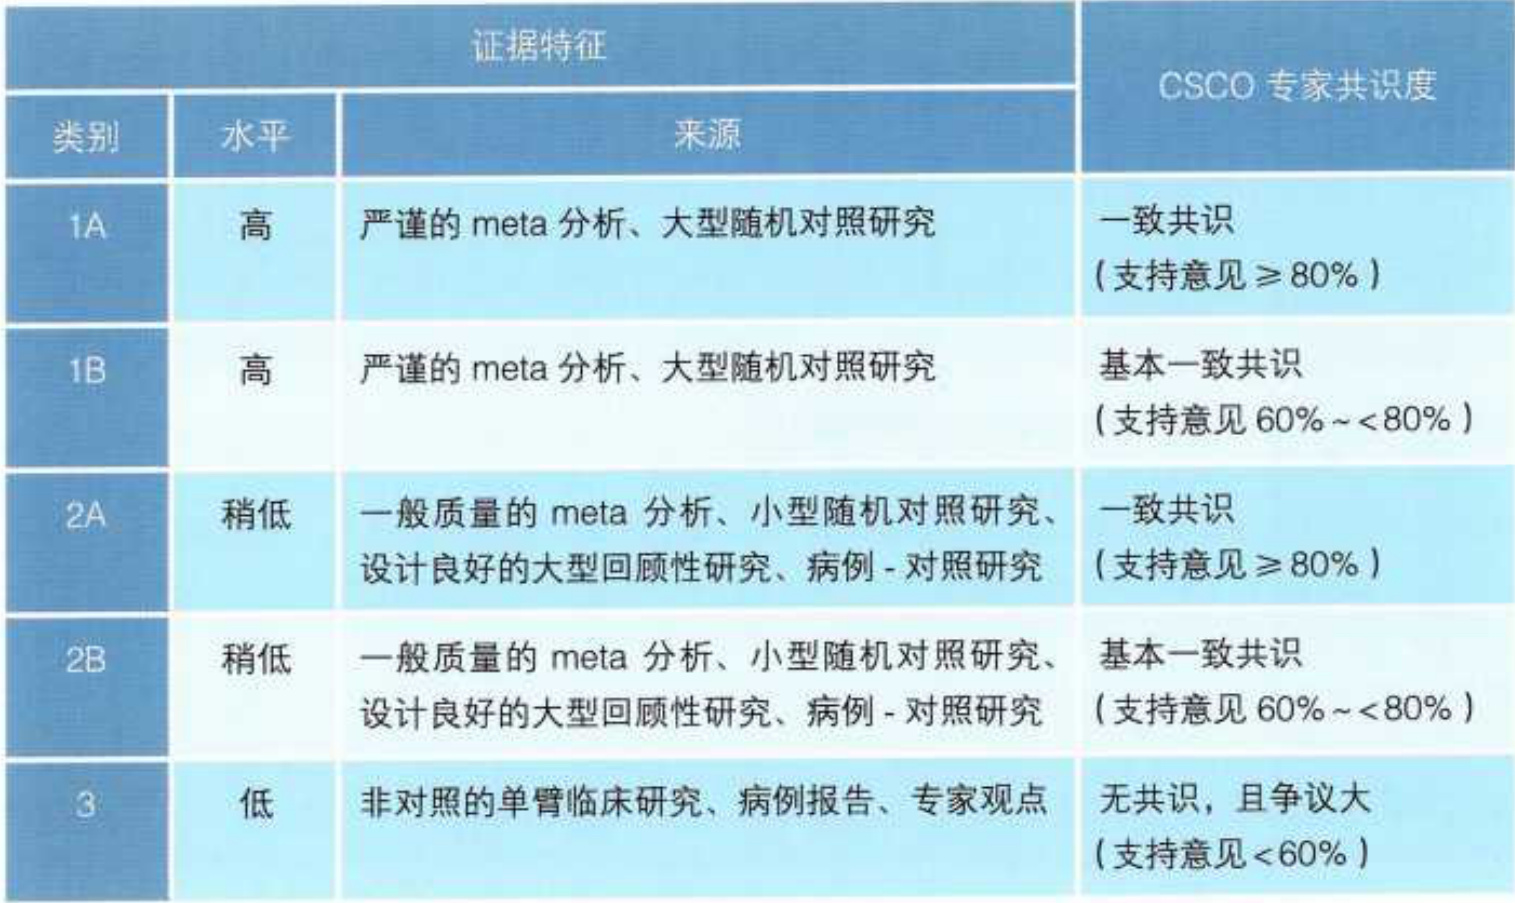 证据特征
CSCO 专家共识度
类别 水平 来源
1A 高 严谨的 meta 分析、大型随机对照研究 一致共识
(支持意见 ≥ 80%)
1B 高 严谨的 meta 分析、大型随机对照研究 基本一致共识
(支持意见 60% ~ <80%)
2A 稍低 一般质量的 meta 分析、小型随机对照研究、 一致共识
设计良好的大型回顾性研究、病例 - 对照研究 (支持意见 ≥ 80%)
2B 稍低 一般质量的 meta 分析、小型随机对照研究、 基本一致共识
设计良好的大型回顾性研究、病例 - 对照研究 (支持意见 60% ~ <80%)
3 低 非对照的单臂临床研究、病例报告、专家观点 无共识，且争议大
(支持意见 <60%)